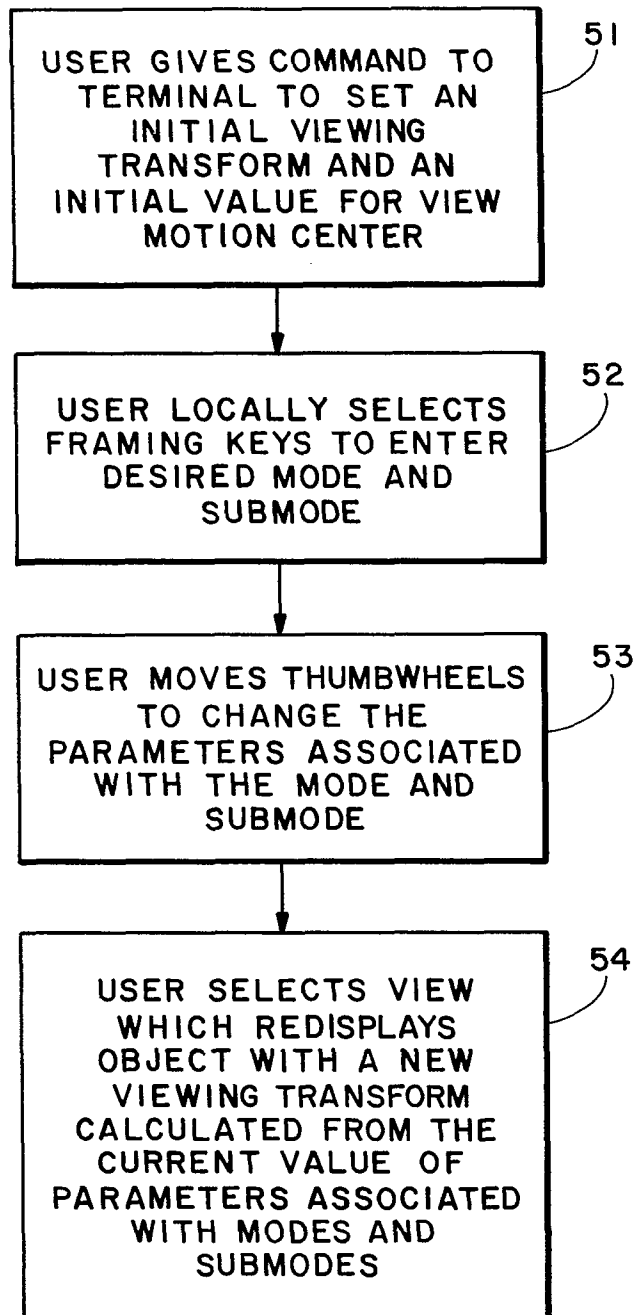 51
USER GIVES COMMAND TO
TERMINAL TO SET AN
INITIAL VIEWING
TRANSFORM AND AN
INITIAL VALUE FOR VIEW
MOTION CENTER
52
USER LOCALLY SELECTS
FRAMING KEYS TO ENTER
DESIRED MODE AND
SUBMODE
53
USER MOVES THUMBWHEELS
TO CHANGE THE
PARAMETERS ASSOCIATED
WITH THE MODE AND
SUBMODE
54
USER SELECTS VIEW
WHICH REDISPLAYS
OBJECT WITH A NEW
VIEWING TRANSFORM
CALCULATED FROM THE
CURRENT VALUE OF
PARAMETERS ASSOCIATED
WITH MODES AND
SUBMODES